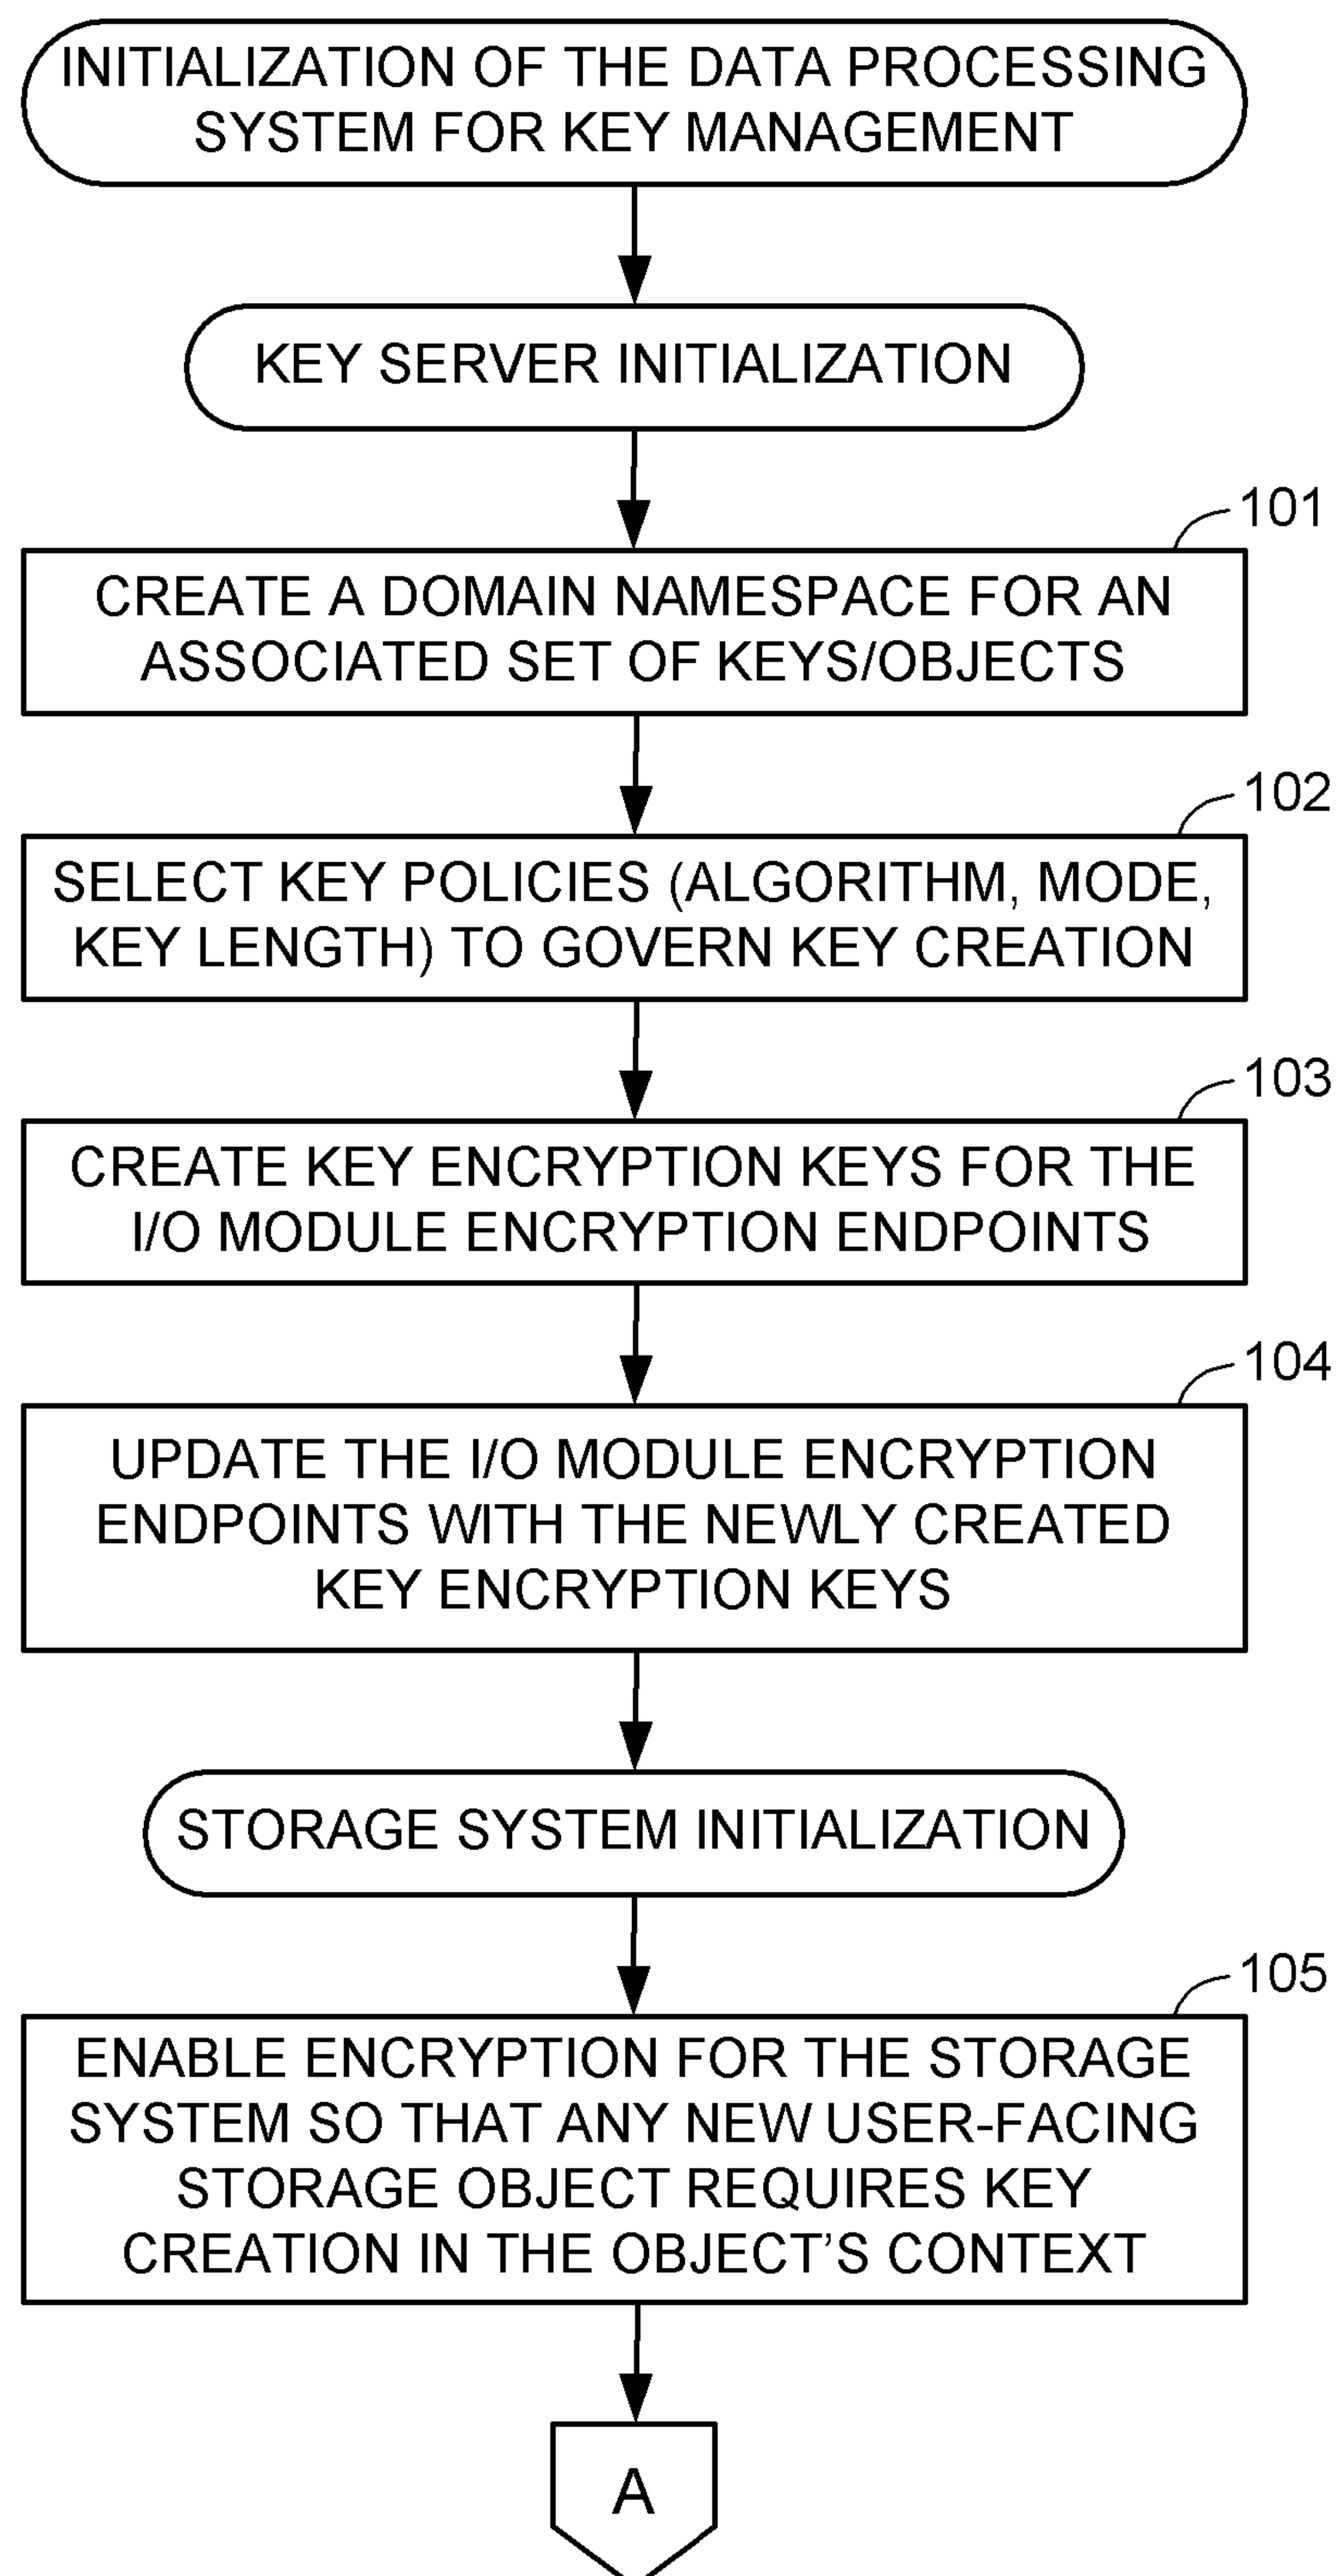 INITIALIZATION OF THE DATA PROCESSING
SYSTEM FOR KEY MANAGEMENT
KEY SERVER INITIALIZATION
101
CREATE A DOMAIN NAMESPACE FOR AN
ASSOCIATED SET OF KEYS/OBJECTS
102
SELECT KEY POLICIES (ALGORITHM, MODE,
KEY LENGTH) TO GOVERN KEY CREATION
103
CREATE KEY ENCRYPTION KEYS FOR THE
I/O MODULE ENCRYPTION ENDPOINTS
104
UPDATE THE I/O MODULE ENCRYPTION
ENDPOINTS WITH THE NEWLY CREATED
KEY ENCRYPTION KEYS
STORAGE SYSTEM INITIALIZATION
105
ENABLE ENCRYPTION FOR THE STORAGE
SYSTEM SO THAT ANY NEW USER-FACING
STORAGE OBJECT REQUIRES KEY
CREATION IN THE OBJECT’S CONTEXT
A